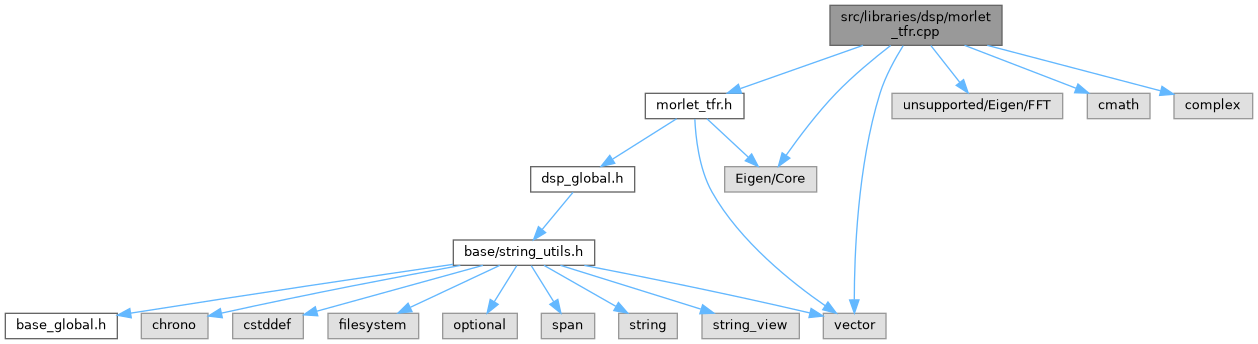 src/libraries/dsp/morlet
_tfr.cpp
morlet_tfr.h
unsupported/Eigen/FFT
cmath
complex
dsp_global.h
Eigen/Core
base/string_utils.h
base_global.h
chrono
cstddef
filesystem
optional
span
string
string_view
vector